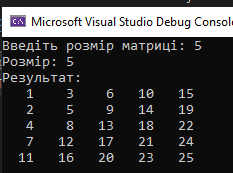 Microsoft Visual Studio Debug Consol
Введіть розмір матриці: 5
Розмір: 5
Результат:
1 3 6 10 15
2 5 9 14 19
4 8 13 18 22
7 12 17 21 24
11 16 20 23 25